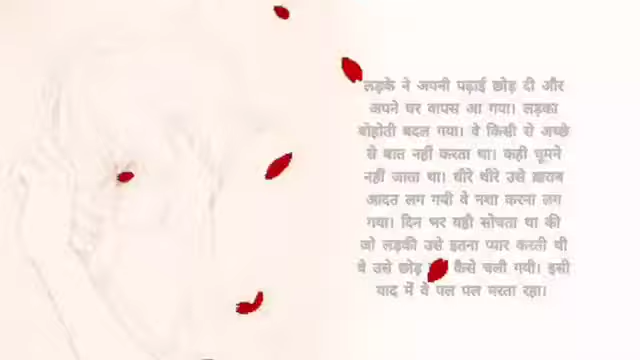 लड़के ने अपनी पढ़ाई छोड़ दी और
अपने घर वापस आ गया। लड़का
बोहोती बदल गया। वे किसी से अच्छे
से बात नहीं करता था। कही घूमने
नहीं जाता था। धीरे धीरे उसे ख़राब
आदत लग गयी वे नशा करना लग
गया। दिन भर यही सोचता था की
जो लड़की उसे इतना प्यार करती थी
वे उसे छोड़ कैसे चली गयी। इसी
याद में वे पल पल मरता रहा।